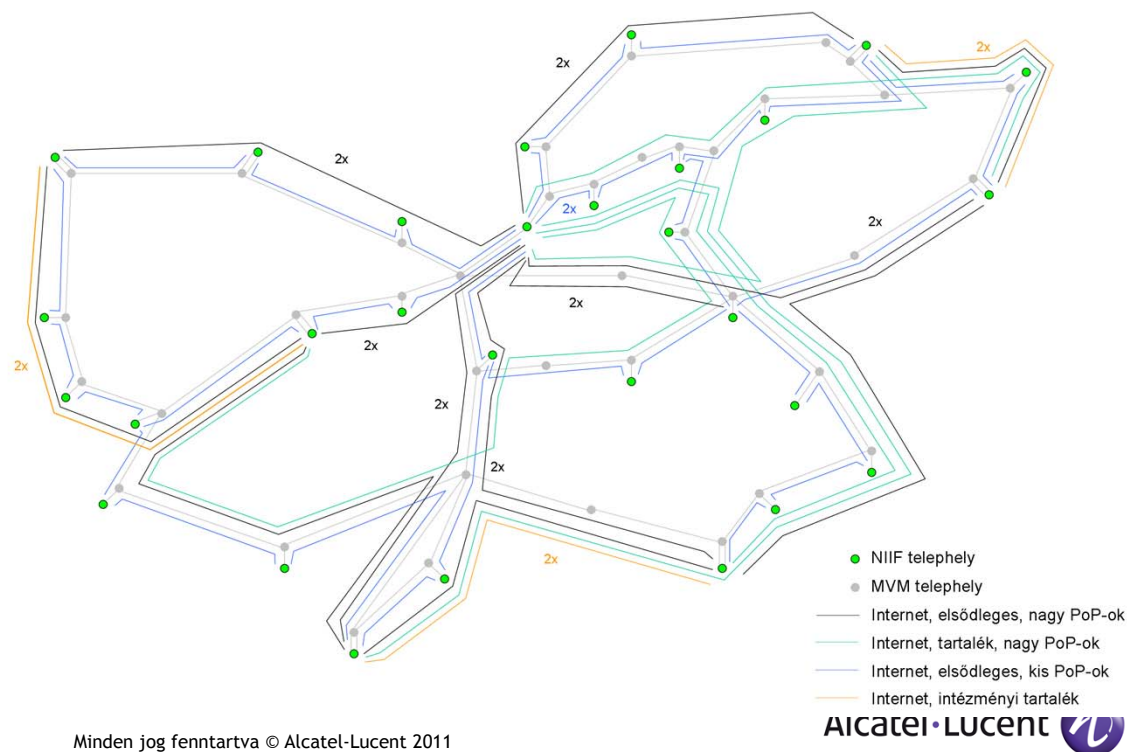 2x
2x
2x
2x
2x
2x
2x
2x
2x
2x
2x
NIIF telephely
MVM telephely
Internet, elsődleges, nagy PoP-ok
Internet, tartalék, nagy PoP-ok
Internet, elsődleges, kis PoP-ok
Internet, intézményi tartalék
Alcatel·Lucent
Minden jog fenntartva © Alcatel-Lucent 2011